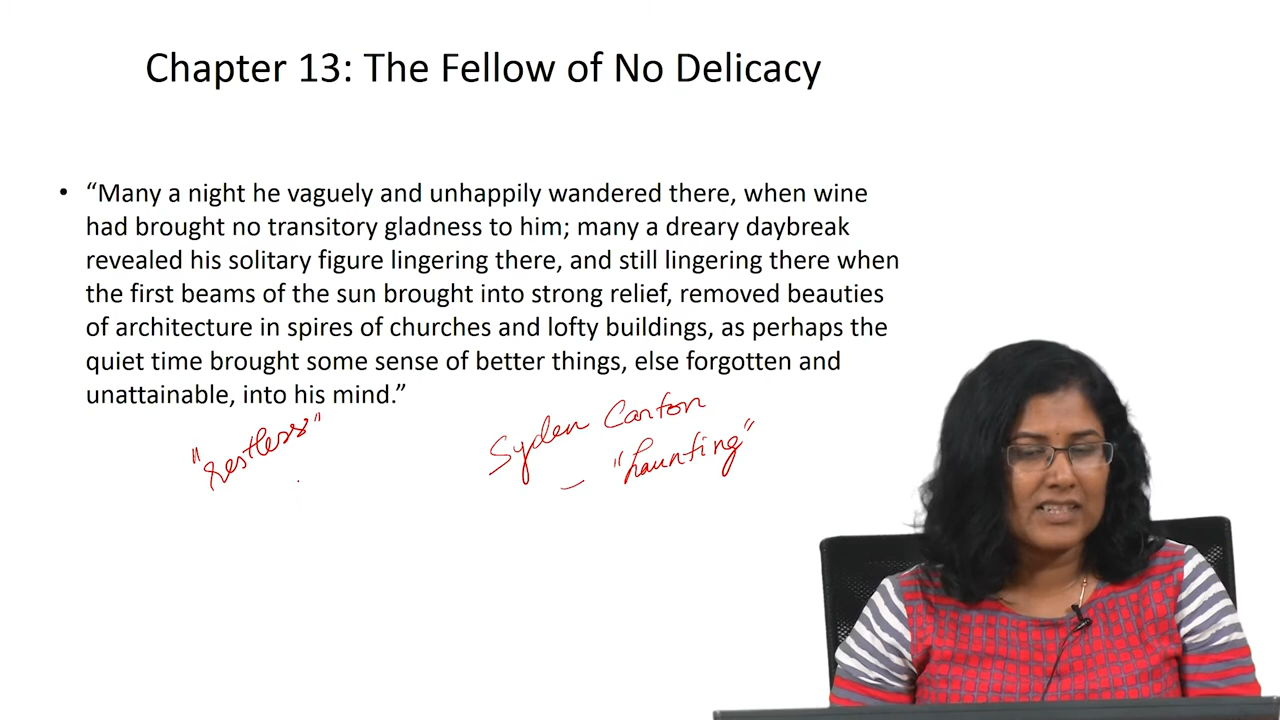 Chapter 13: The Fellow of No Delicacy
• “Many a night he vaguely and unhappily wandered there, when wine
had brought no transitory gladness to him; many a dreary daybreak
revealed his solitary figure lingering there, and still lingering there when
the first beams of the sun brought into strong relief, removed beauties
of architecture in spires of churches and lofty buildings, as perhaps the
quiet time brought some sense of better things, else forgotten and
unattainable, into his mind.”
"restless"
Syden Carton
– "haunting"